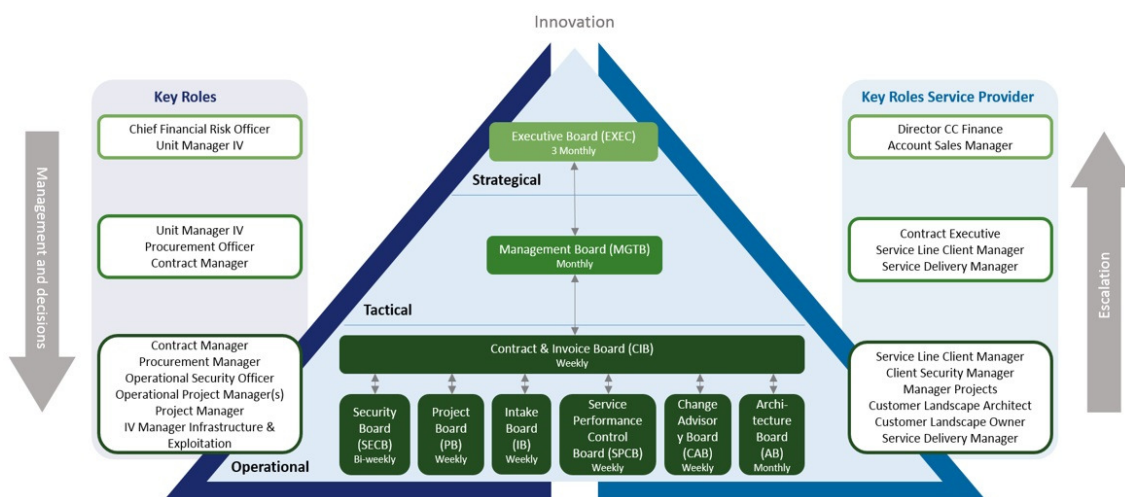 Innovation
Key Roles
Chief Financial Risk Officer
Unit Manager IV
Unit Manager IV
Procurement Officer
Contract Manager
Contract Manager
Procurement Manager
Operational Security Officer
Operational Project Manager(s)
Project Manager
IV Manager Infrastructure &
Exploitation
Management and decisions
Executive Board (EXEC)
3 Monthly
Strategical
Management Board (MGTB)
Monthly
Tactical
Contract & Invoice Board (CIB)
Weekly
Security
Board
(SECB)
Bi-weekly
Project
Board
(PB)
Weekly
Intake
Board
(IB)
Weekly
Service
Performance
Control
Board (SPCB)
Weekly
Change
Advisor
y Board
(CAB)
Weekly
Archi-
tecture
Board
(AB)
Monthly
Operational
Key Roles Service Provider
Director CC Finance
Account Sales Manager
Contract Executive
Service Line Client Manager
Service Delivery Manager
Service Line Client Manager
Client Security Manager
Manager Projects
Customer Landscape Architect
Customer Landscape Owner
Service Delivery Manager
Escalation